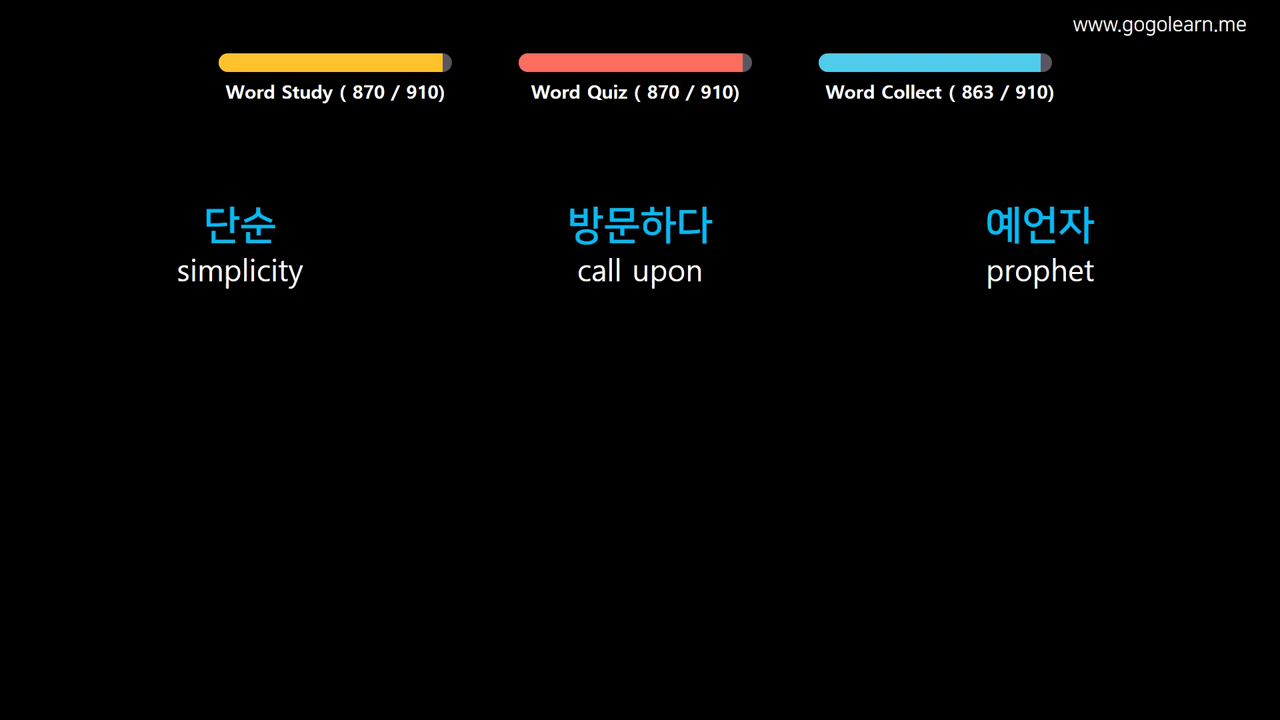 www.gogolearn.me
Word Study ( 870 / 910)
Word Quiz ( 870 / 910)
Word Collect ( 863 / 910)
단순
simplicity
방문하다
call upon
예언자
prophet